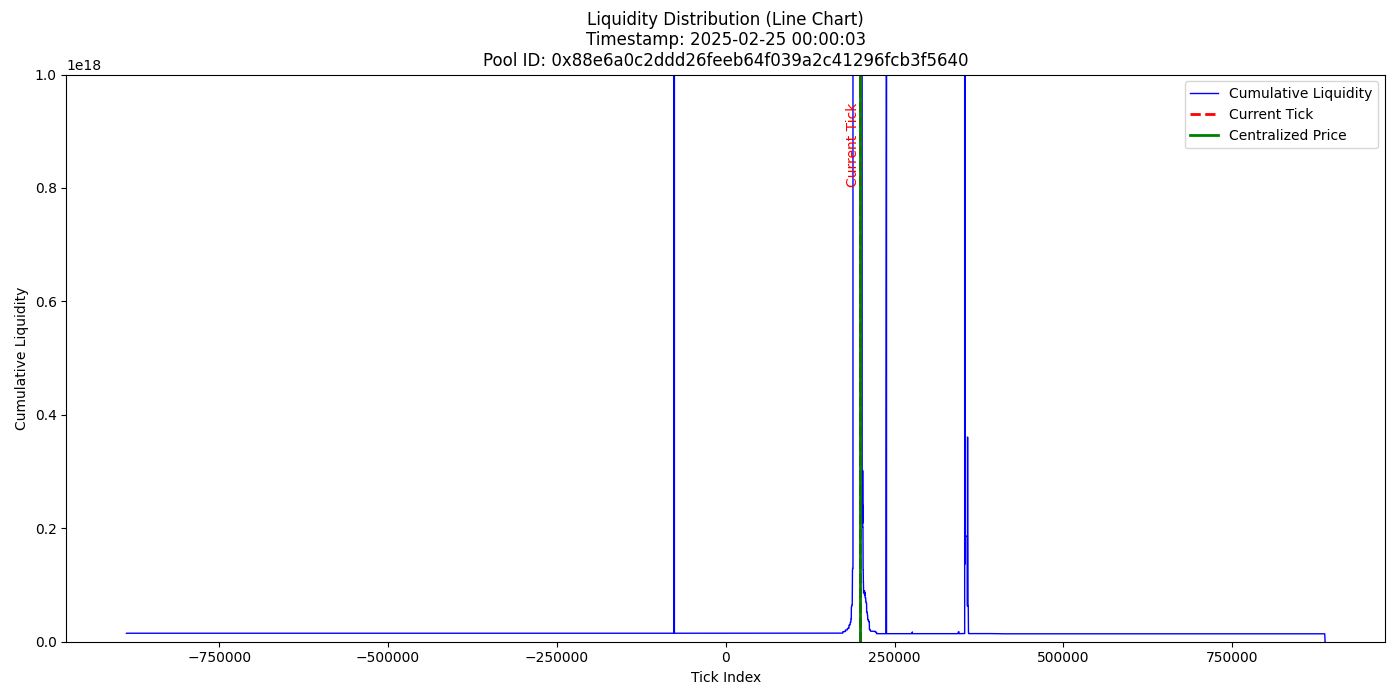 Liquidity Distribution (Line Chart)
Timestamp: 2025-02-25 00:00:03
Pool ID: 0x88e6a0c2ddd26feeb64f039a2c41296fcb3f5640
1e18
1.0
0.8
0.6
0.4
0.2
0.0
Cumulative Liquidity
Current Tick
Cumulative Liquidity
Current Tick
Centralized Price
−750000
−500000
−250000
0
250000
500000
750000
Tick Index